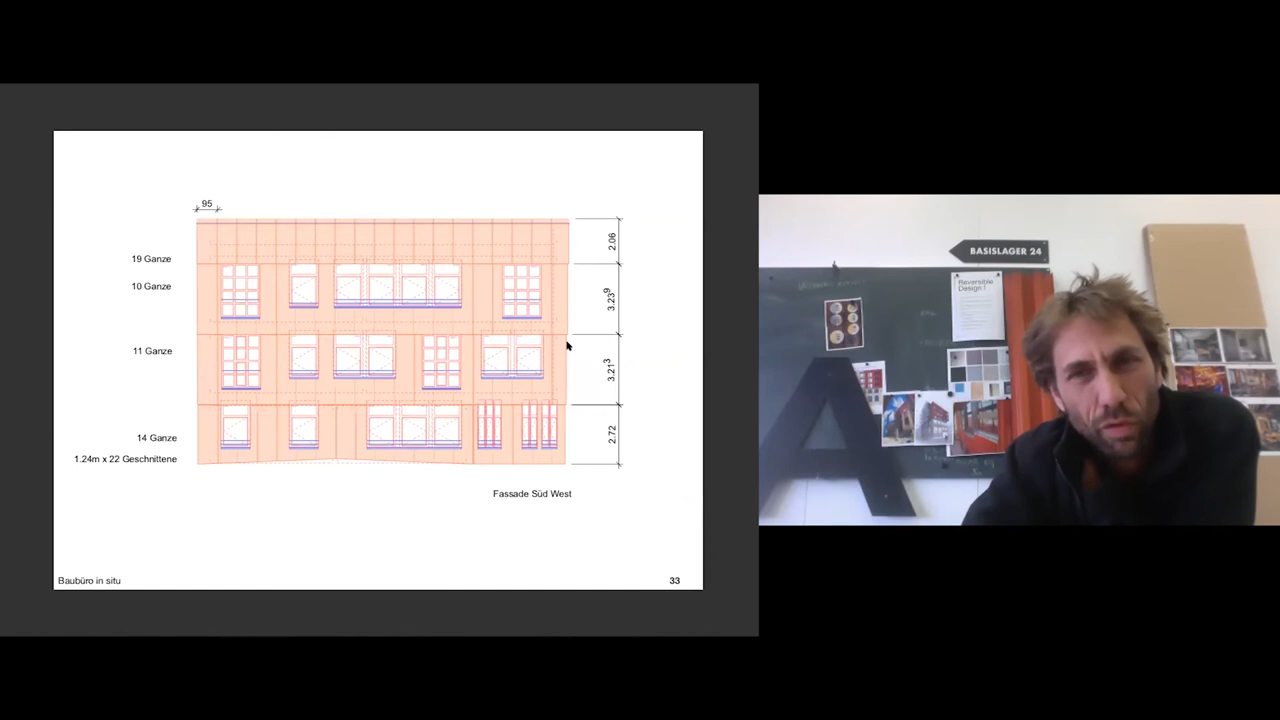 95
19 Ganze
10 Ganze
11 Ganze
14 Ganze
1.24m x 22 Geschnittene
2.06
3.23⁹
3.21³
2.72
Fassade Süd West
Baubüro in situ
33
BASISLAGER 24
Reversible
Design !
A